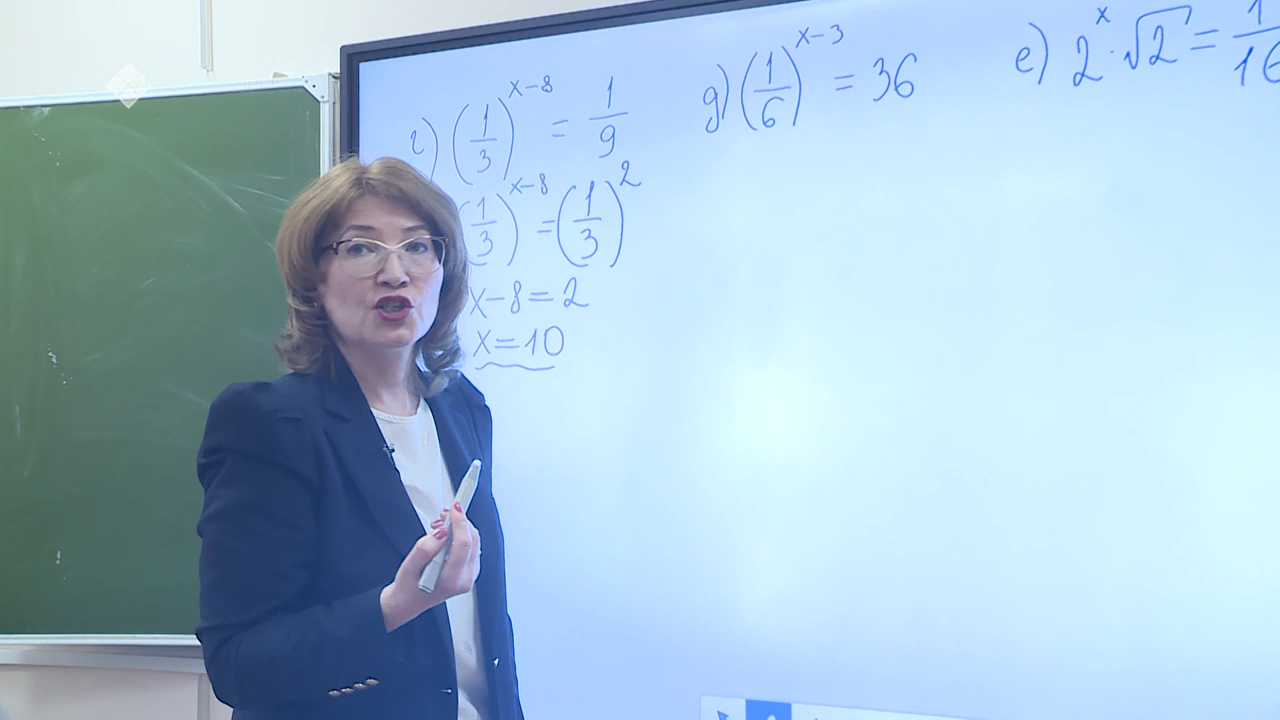 г) (1/3)^(x-8) = 1/9
(1/3)^(x-8) = (1/3)^2
x-8=2
x=10
д) (1/6)^(x-3) = 36
е) 2^x · √2 = 1/16